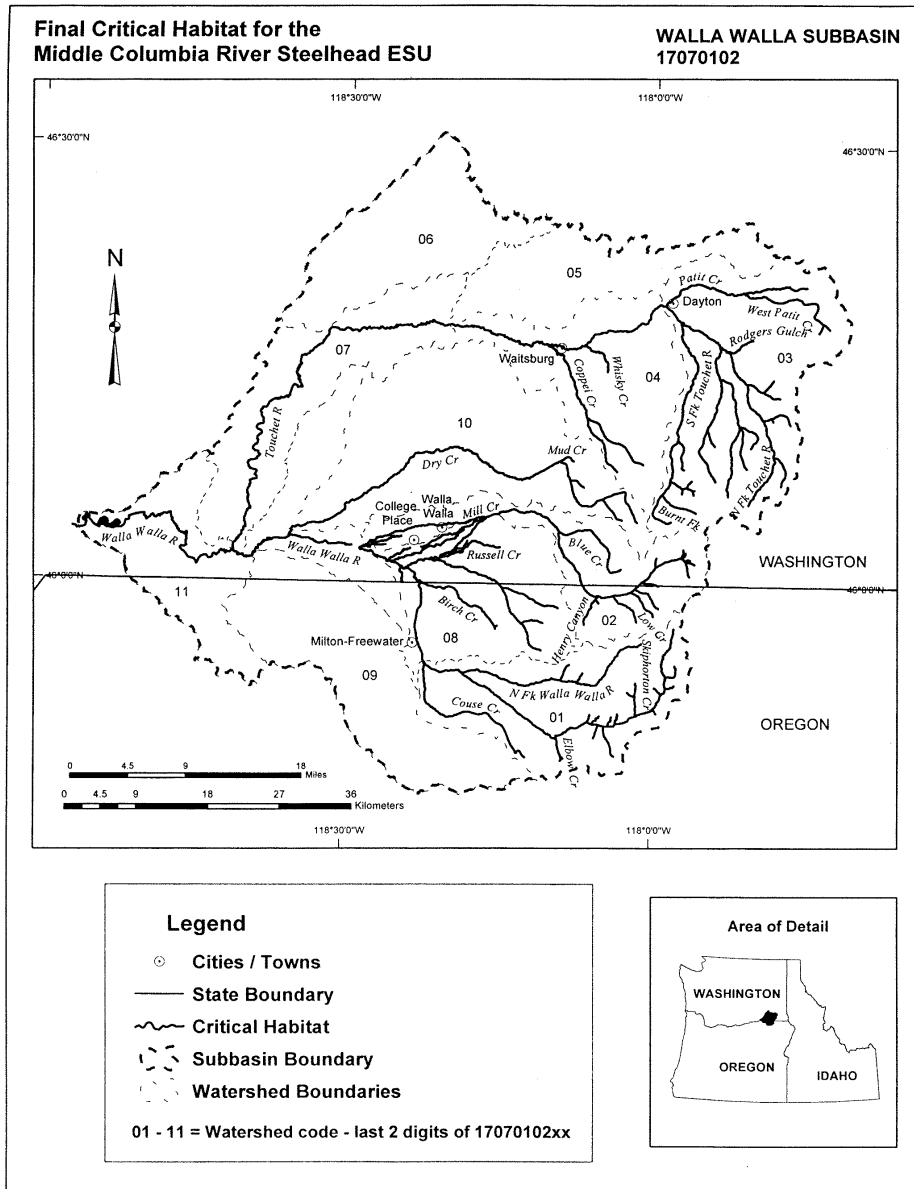 Final Critical Habitat for the
Middle Columbia River Steelhead ESU
WALLA WALLA SUBBASIN
17070102
118°30'0"W
118°0'0"W
46°30'0"N
46°30'0"N
N
06
05
Patit Cr
Dayton
West Patit Cr
Rodgers Gulch
03
07
Waitsburg
Coppei Cr
Whisky Cr
04
S Fk Touchet R
N Fk Touchet R
Touchet R
10
Dry Cr
Mud Cr
Burnt Fk
College
Place
Walla
Walla
Mill Cr
Walla Walla R
Walla Walla R
Russell Cr
Blue Cr
WASHINGTON
46°0'0"N
46°0'0"N
11
Birch Cr
Henry Canyon
02
Low Cr
Milton-Freewater
08
Skiphorton Cr
09
N Fk Walla Walla R
Couse Cr
01
Elbow Cr
OREGON
0 4.5 9 18
Miles
0 4.5 9 18 27 36
Kilometers
118°30'0"W
118°0'0"W
Legend
Cities / Towns
State Boundary
Critical Habitat
Subbasin Boundary
Watershed Boundaries
01 - 11 = Watershed code - last 2 digits of 17070102xx
Area of Detail
WASHINGTON
OREGON
IDAHO